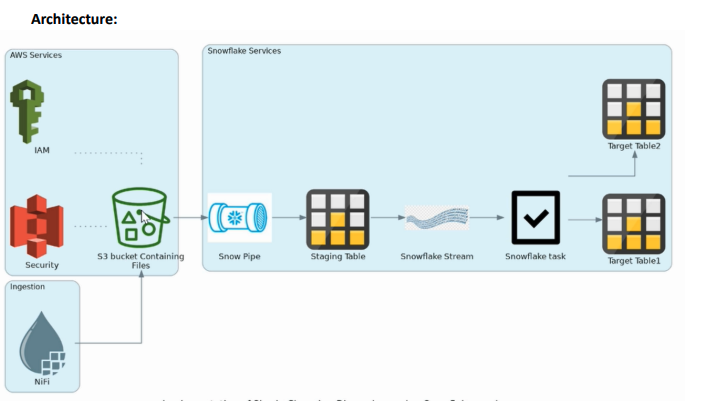 Architecture:
AWS Services
Snowflake Services
IAM
Target Table2
Security
S3 bucket Containing
Files
Snow Pipe
Staging Table
Snowflake Stream
Snowflake task
Target Table1
Ingestion
NiFi